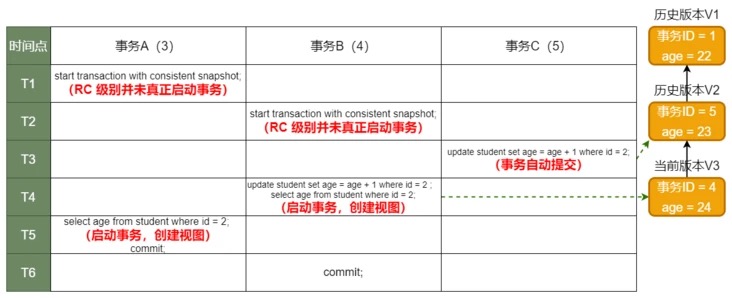 时间点 事务A（3） 事务B（4） 事务C（5）
T1
start transaction with consistent snapshot;
（RC 级别并未真正启动事务）
T2
start transaction with consistent snapshot;
（RC 级别并未真正启动事务）
T3
update student set age = age + 1 where id = 2;
（事务自动提交）
T4
update student set age = age + 1 where id = 2 ;
select age from student where id = 2;
（启动事务，创建视图）
T5
select age from student where id = 2;
（启动事务，创建视图）
commit;
T6
commit;
历史版本V1
事务ID = 1
age = 22
历史版本V2
事务ID = 5
age = 23
当前版本V3
事务ID = 4
age = 24